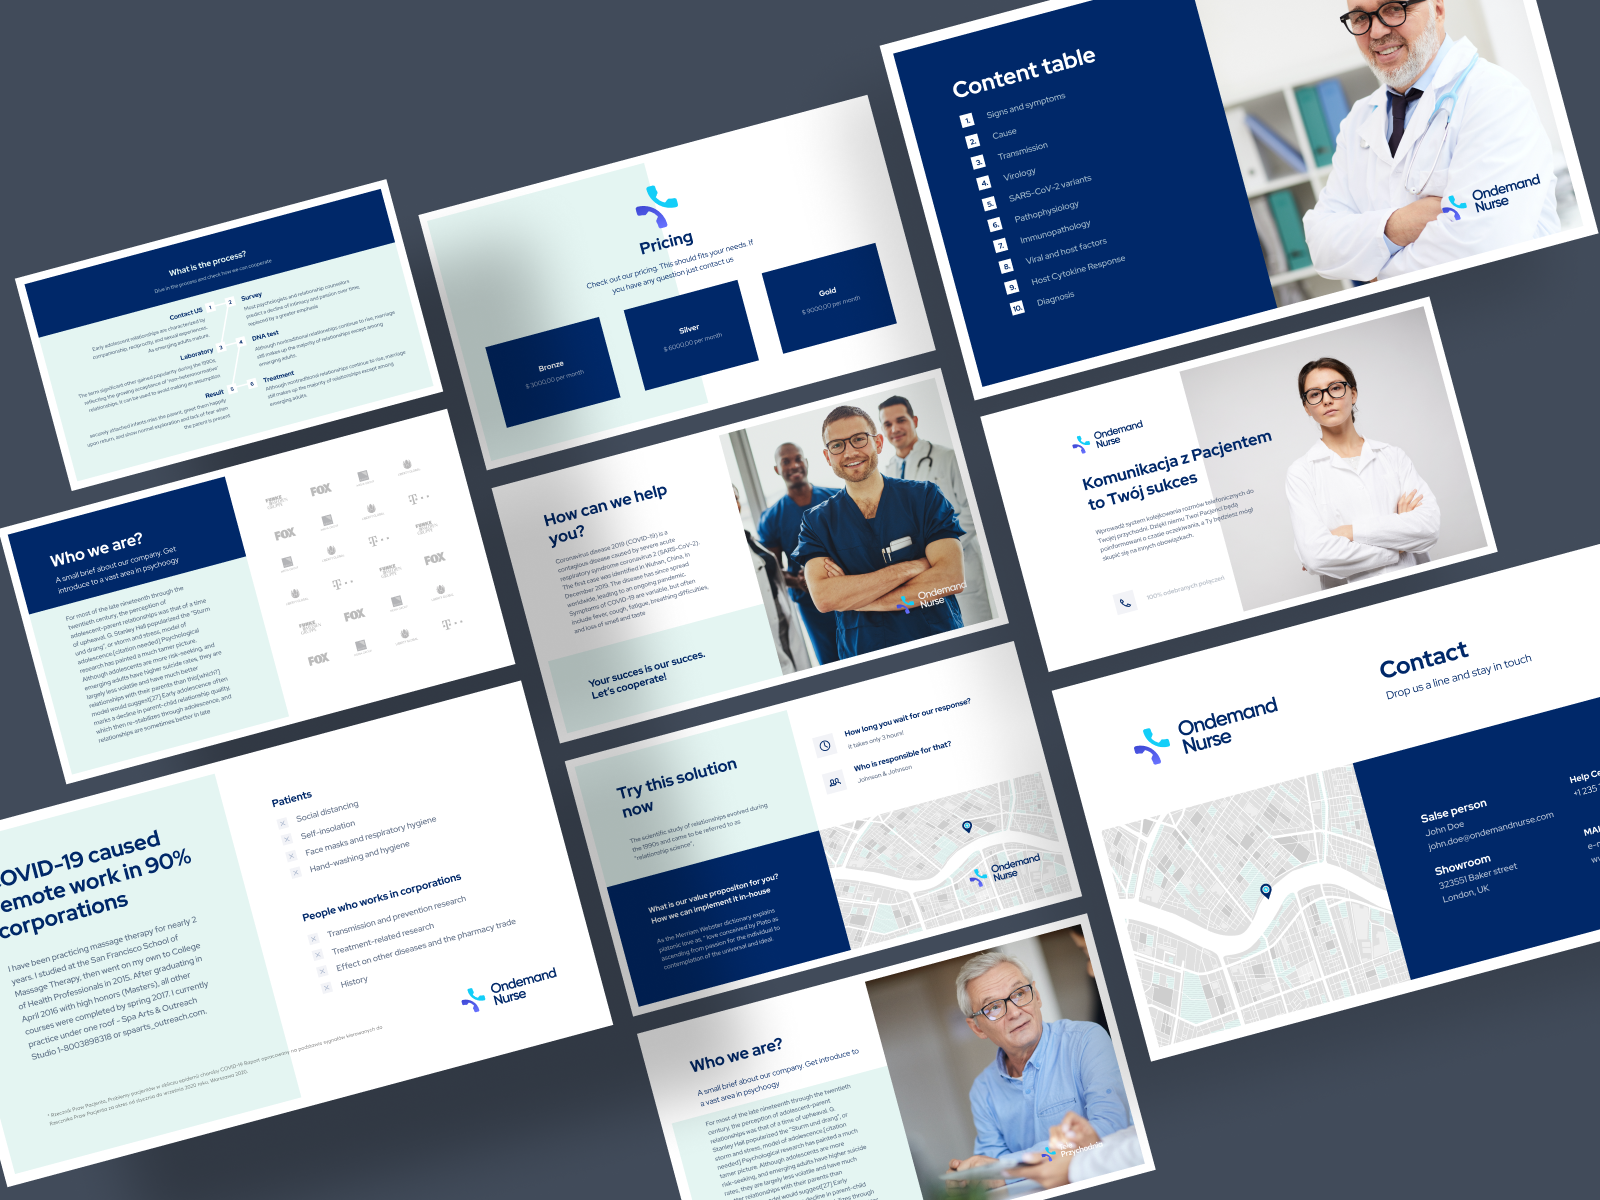 What is the process?
Dive in the process and check how we can cooperate
Contact US
1
Early adolescent relationships are characterized by
companionship, reciprocity, and sexual experiences.
As emerging adults mature,
2
Survey
Most psychologists and relationship counselors
predict a decline of intimacy and passion over time,
replaced by a greater emphasis
Laboratory
3
The term significant other gained popularity during the 1990s
reflecting the growing acceptance of 'non-heteronormative'
relationships. It can be used to avoid making an assumption
4
DNA test
Although nontraditional relationships continue to rise, marriage
still makes up the majority of relationships except among
emerging adults.
Result
5
securely attached infants miss the parent, greet them happily
upon return, and show normal exploration and lack of fear when
the parent is present
6
Treatment
Although nontraditional relationships continue to rise, marriage
still makes up the majority of relationships except among
emerging adults.
Pricing
Check out our pricing. This should fits your needs. If
you have any question just contact us
Bronze
$ 3000,00 per month
Silver
$ 6000,00 per month
Gold
$ 9000,00 per month
Content table
1. Signs and symptoms
2. Cause
3. Transmission
4. Virology
5. SARS-CoV-2 variants
6. Pathophysiology
7. Immunopathology
8. Viral and host factors
9. Host Cytokine Response
10. Diagnosis
Ondemand
Nurse
Who we are?
A small brief about our company. Get
introduce to a vast area in psychoogy
For most of the late nineteenth through the
twentieth century, the perception of
adolescent-parent relationships was that of a time
of upheaval. G. Stanley Hall popularized the "Sturm
und drang", or storm and stress, model of
adolescence.[citation needed] Psychological
research has painted a much tamer picture.
Although adolescents are more risk-seeking, and
emerging adults have higher suicide rates, they are
largely less volatile and have much better
relationships with their parents than this[which?]
model would suggest[27] Early adolescence often
marks a decline in parent-child relationship quality,
which then re-stabilizes through adolescence, and
relationships are sometimes better in late
FOX
T
FOX
T
FOX
T
FOX
FOX
T
How can we help
you?
Coronavirus disease 2019 (COVID-19) is a
contagious disease caused by severe acute
respiratory syndrome coronavirus 2 (SARS-CoV-2).
The first case was identified in Wuhan, China, in
December 2019. The disease has since spread
worldwide, leading to an ongoing pandemic.
Symptoms of COVID-19 are variable, but often
include fever, cough, fatigue, breathing difficulties,
and loss of smell and taste
Your succes is our succes.
Let's cooperate!
Ondemand
Nurse
Ondemand
Nurse
Komunikacja z Pacjentem
to Twój sukces
Wprowadź system kolejkowania rozmów telefonicznych do
Twojej przychodni. Dzięki niemu Twoi Pacjenci będą
poinformowani o czasie oczekiwania, a Ty będziesz mógł
skupić się na innych obowiązkach.
100% odebranych połączeń
COVID-19 caused
emote work in 90%
corporations
I have been practicing massage therapy for nearly 2
years. I studied at the San Francisco School of
Massage Therapy, then went on my own to College
of Health Professionals in 2015. After graduating in
April 2016 with high honors (Masters), all other
courses were completed by spring 2017. I currently
practice under one roof - Spa Arts & Outreach
Studio 1-8003898318 or spaarts_outreach.com.
Patients
Social distancing
Self-insolation
Face masks and respiratory hygiene
Hand-washing and hygiene
People who works in corporations
Transmission and prevention research
Treatment-related research
Effect on other diseases and the pharmacy trade
History
Ondemand
Nurse
* Rzecznik Praw Pacjenta, Problemy pacjentów w obliczu epidemii choroby COVID-19 Raport opracowany na podstawie sygnałów kierowanych do
Rzecznika Praw Pacjenta za okres od stycznia do września 2020 roku, Warszawa 2020.
Try this solution
now
The scientific study of relationships evolved during
the 1990s and came to be referred to as
"relationship science",
What is our value propositon for you?
How we can implement it in-house
As the Merriam Webster dictionary explains
platonic love as, "love conceived by Plato as
ascending from passion for the individual to
contemplation of the universal and ideal.
How long you wait for our response?
It takes only 3 hours!
Who is responsible for that?
Johnson & Johnson
Ondemand
Nurse
Ondemand
Nurse
Contact
Drop us a line and stay in touch
Salse person
John Doe
john.doe@ondemandnurse.com
Showroom
323551 Baker street
London, UK
Help Ce
+1 235
MAI
e-r
Who we are?
A small brief about our company. Get introduce to
a vast area in psychoogy
For most of the late nineteenth through the twentieth
century, the perception of adolescent-parent
relationships was that of a time of upheaval. G.
Stanley Hall popularized the "Sturm und drang", or
storm and stress, model of adolescence.[citation
needed] Psychological research has painted a much
tamer picture. Although adolescents are more
risk-seeking, and emerging adults have higher suicide
rates, they are largely less volatile and have much
relationships with their parents than this
model would suggest[27] Early
decline in parent-child
through
Przychodnia